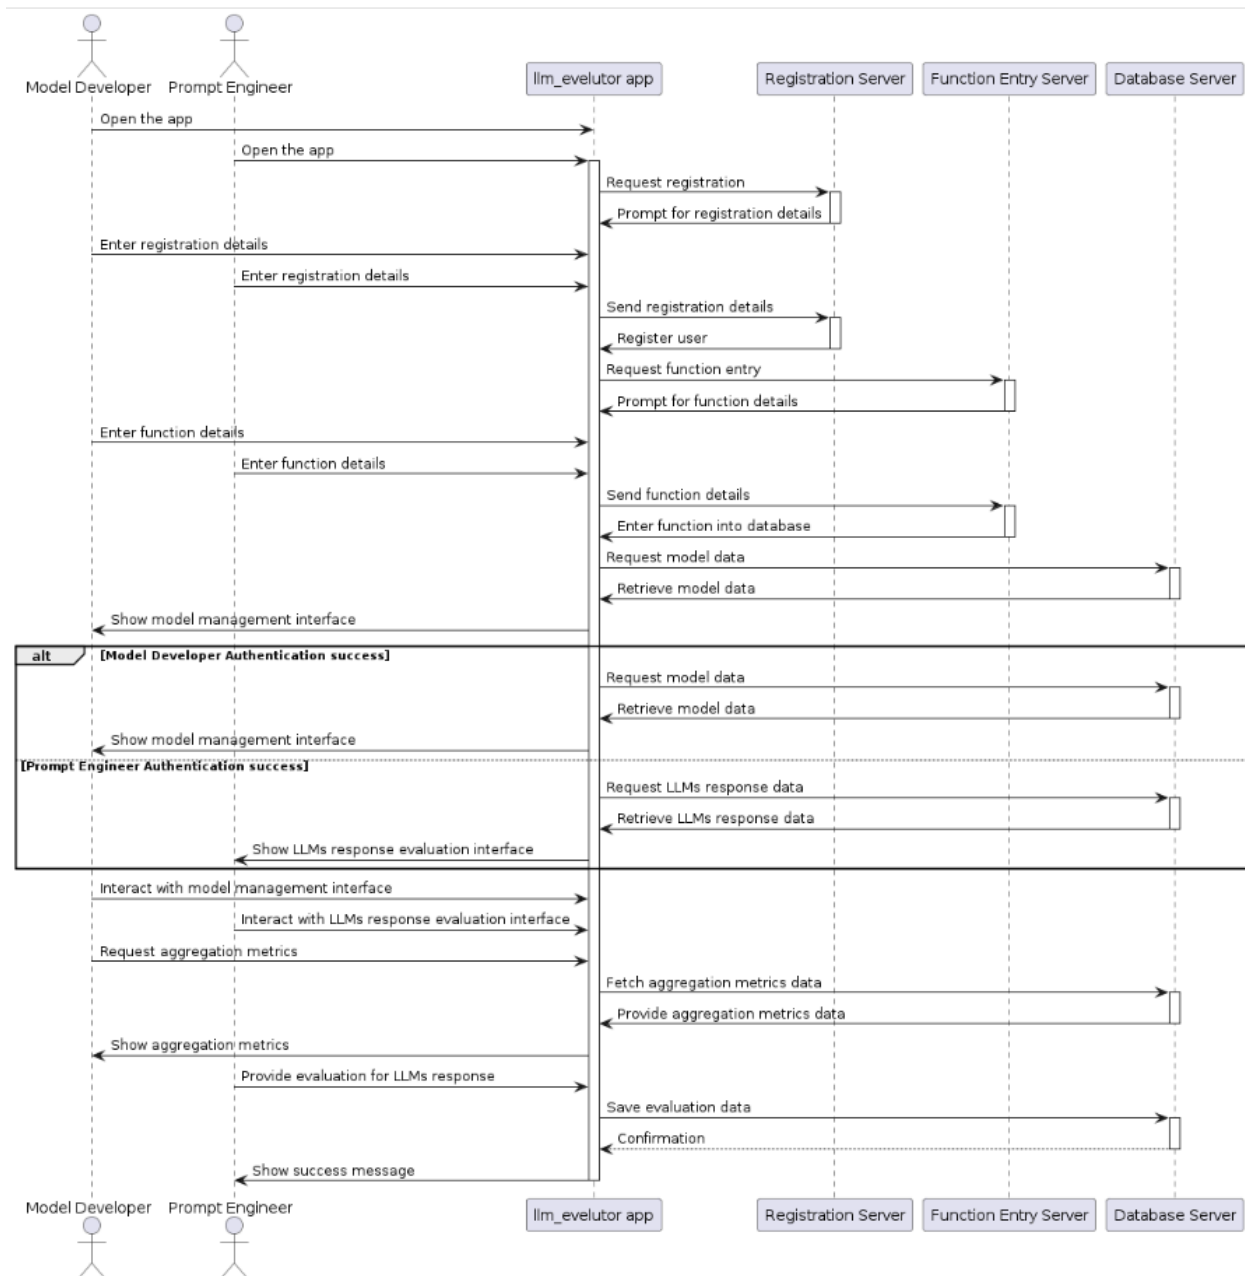 Model Developer Prompt Engineer llm_evelutor app Registration Server Function Entry Server Database Server
Open the app
Open the app
Request registration
Prompt for registration details
Enter registration details
Enter registration details
Send registration details
Register user
Request function entry
Prompt for function details
Enter function details
Enter function details
Send function details
Enter function into database
Request model data
Retrieve model data
Show model management interface
alt [Model Developer Authentication success]
Request model data
Retrieve model data
Show model management interface
[Prompt Engineer Authentication success]
Request LLMs response data
Retrieve LLMs response data
Show LLMs response evaluation interface
Interact with model management interface
Interact with LLMs response evaluation interface
Request aggregation metrics
Fetch aggregation metrics data
Provide aggregation metrics data
Show aggregation metrics
Provide evaluation for LLMs response
Save evaluation data
Confirmation
Show success message
Model Developer Prompt Engineer llm_evelutor app Registration Server Function Entry Server Database Server